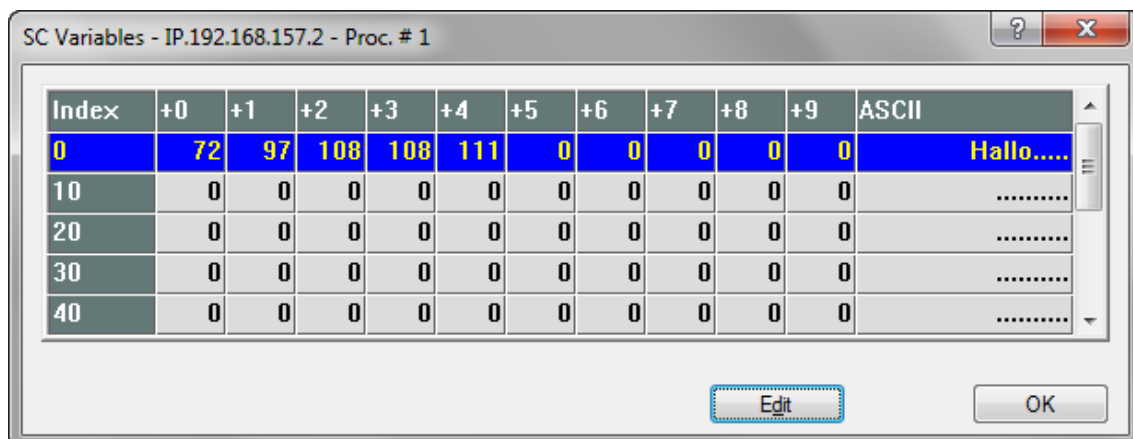 SC Variables - IP.192.168.157.2 - Proc. # 1
Index +0 +1 +2 +3 +4 +5 +6 +7 +8 +9 ASCII
0 72 97 108 108 111 0 0 0 0 0 Hallo.....
10 0 0 0 0 0 0 0 0 0 0 ..........
20 0 0 0 0 0 0 0 0 0 0 ..........
30 0 0 0 0 0 0 0 0 0 0 ..........
40 0 0 0 0 0 0 0 0 0 0 ..........
Edit OK